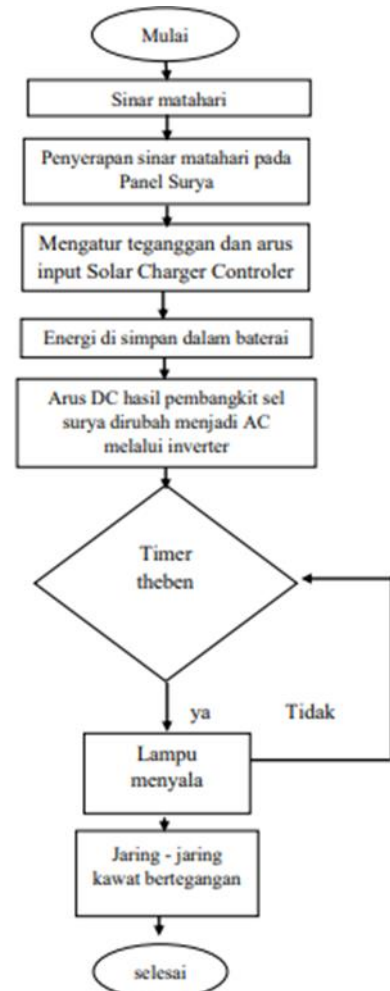 Mulai
Sinar matahari
Penyerapan sinar matahari pada
Panel Surya
Mengatur teganggan dan arus
input Solar Charger Controler
Energi di simpan dalam baterai
Arus DC hasil pembangkit sel
surya dirubah menjadi AC
melalui inverter
Timer
theben
ya
Tidak
Lampu
menyala
Jaring - jaring
kawat bertegangan
selesai